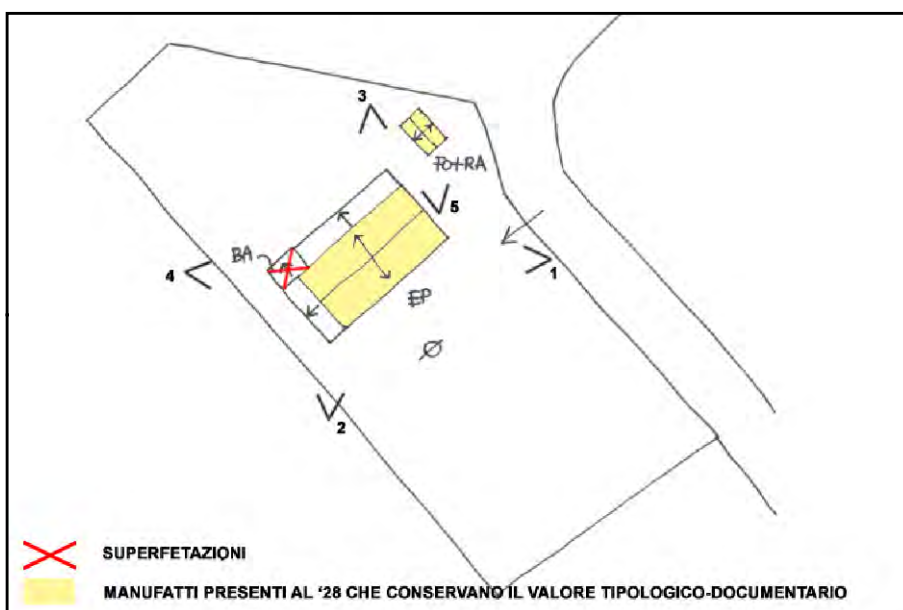 3
FO+RA
5
BA
4
1
EP
2
SUPERFETAZIONI
MANUFATTI PRESENTI AL '28 CHE CONSERVANO IL VALORE TIPOLOGICO-DOCUMENTARIO